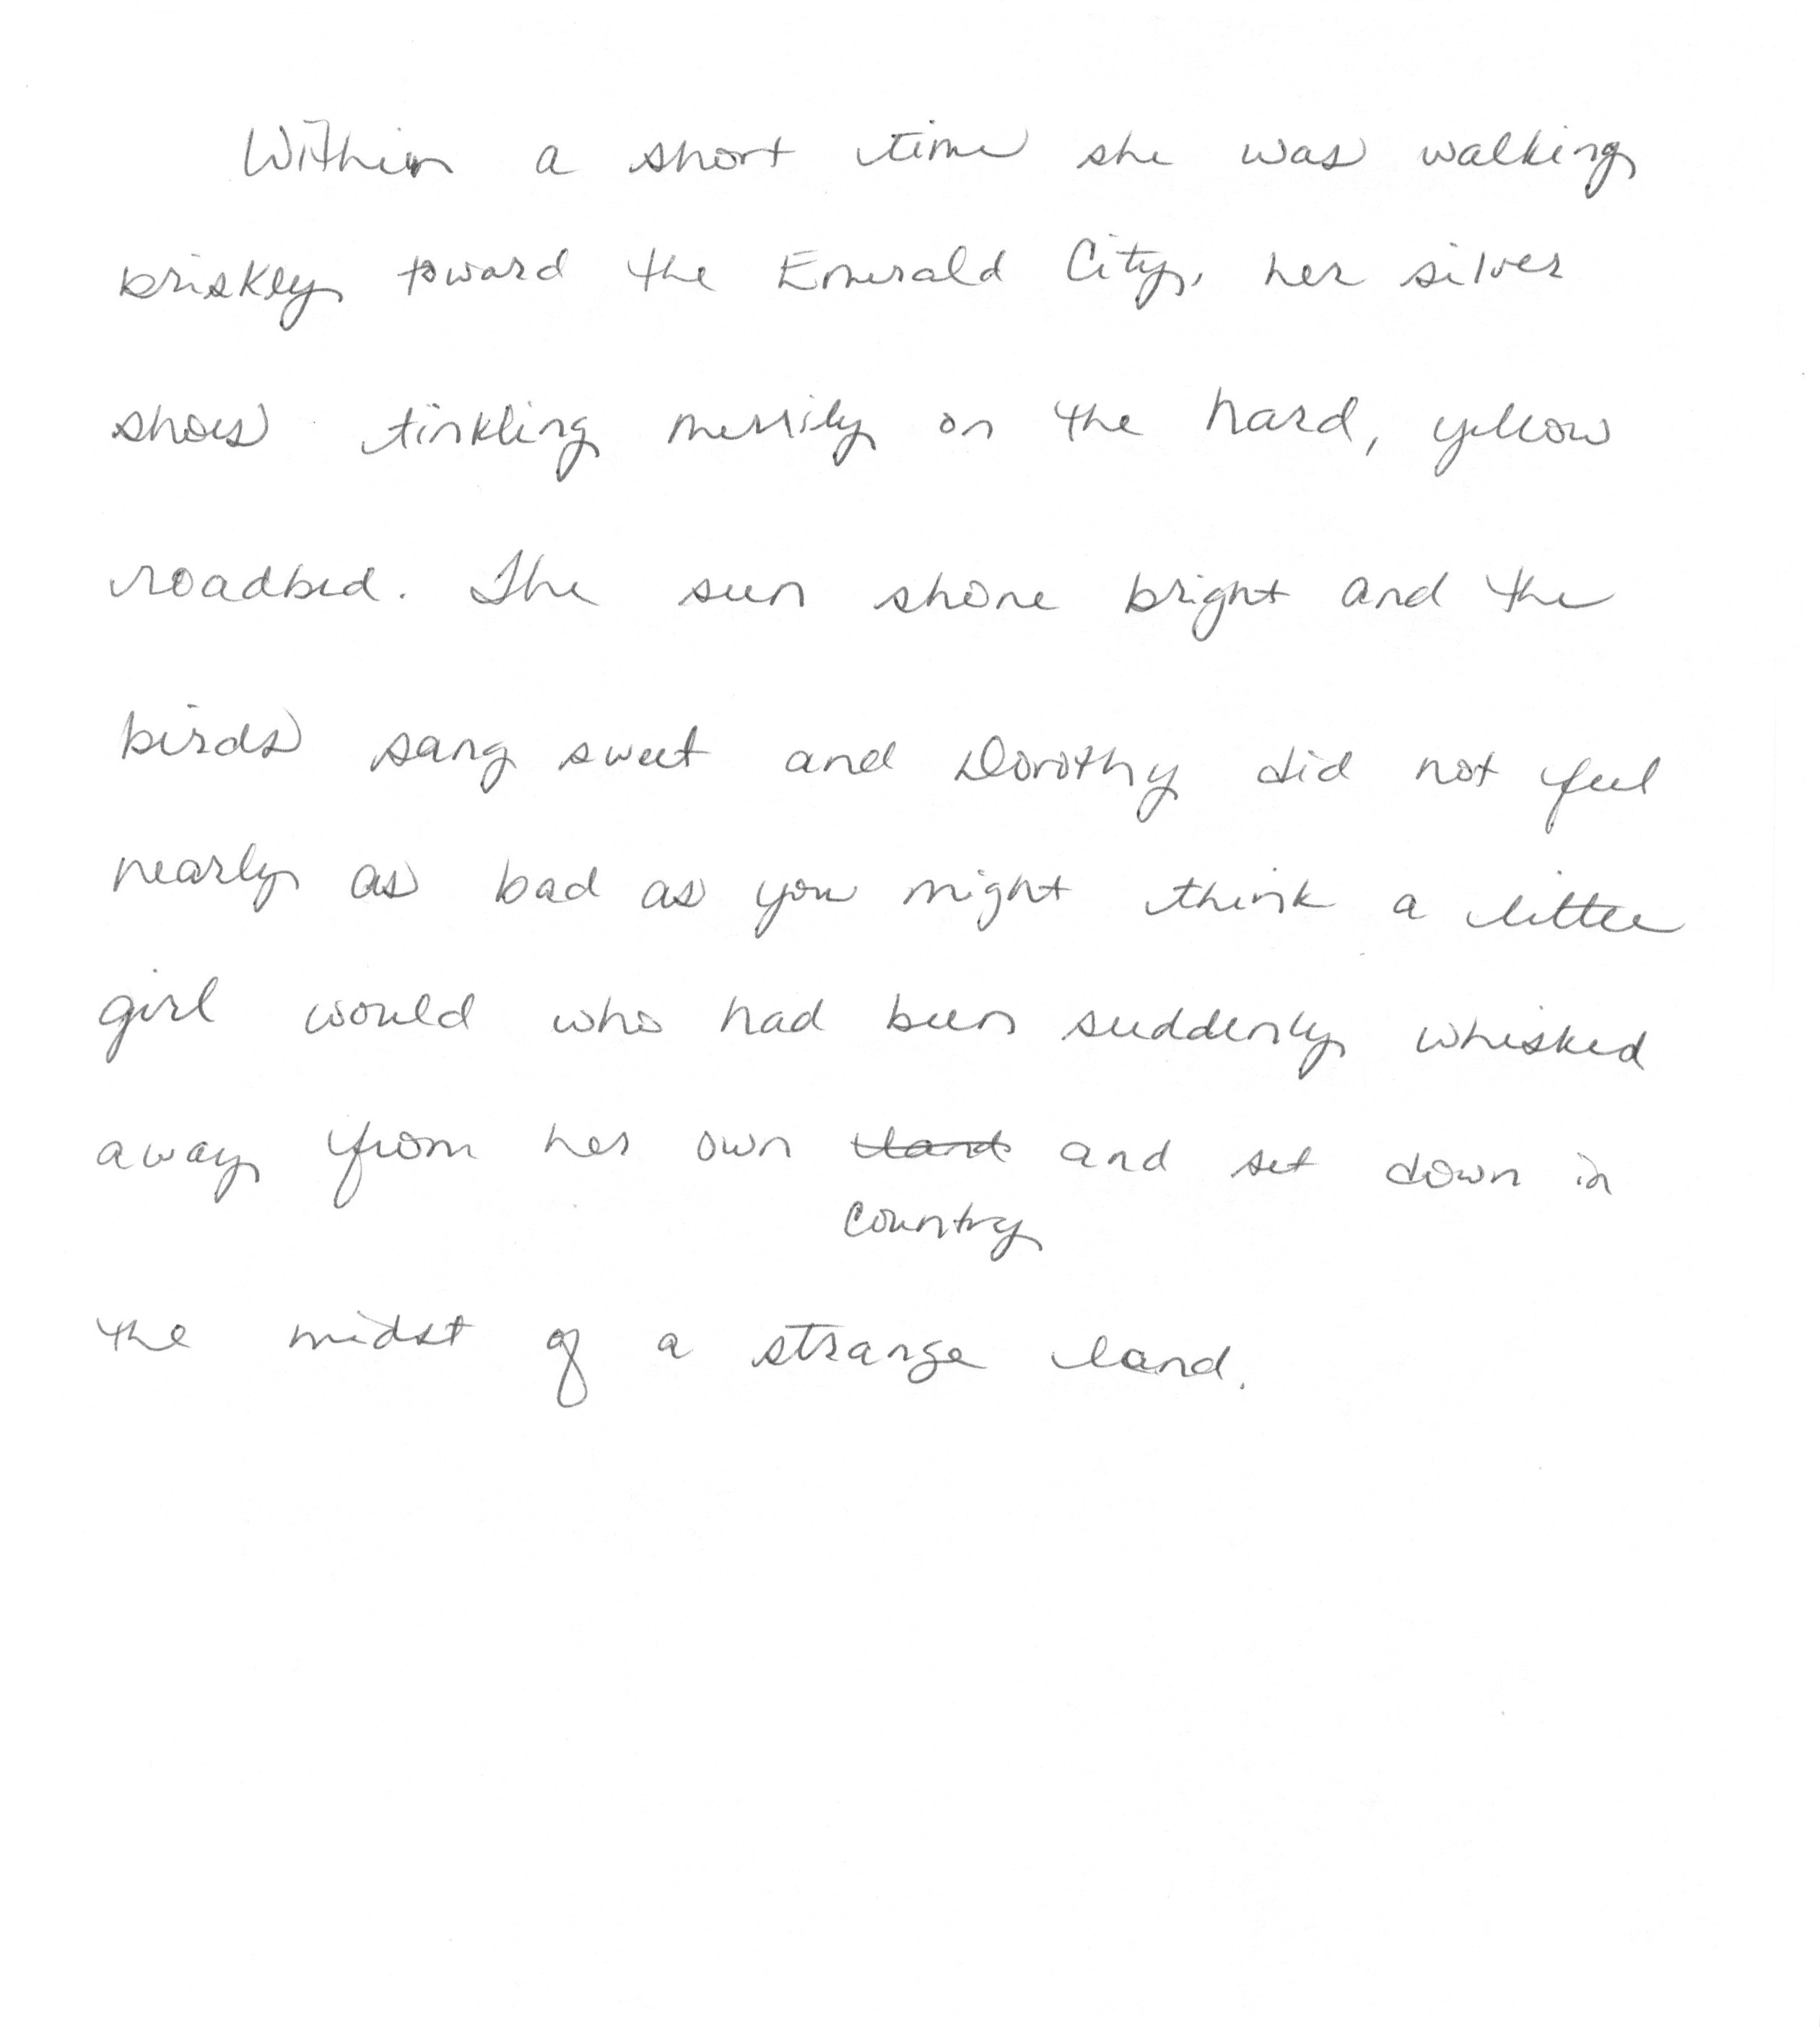 Within a short time she was walking
briskly toward the Emerald City, her silver
shoes tinkling merrily on the hard, yellow
roadbed. The sun shone bright and the
birds sang sweet and Dorothy did not feel
nearly as bad as you might think a little
girl would who had been suddenly whisked
away from her own land and set down in
country
the midst of a strange land.